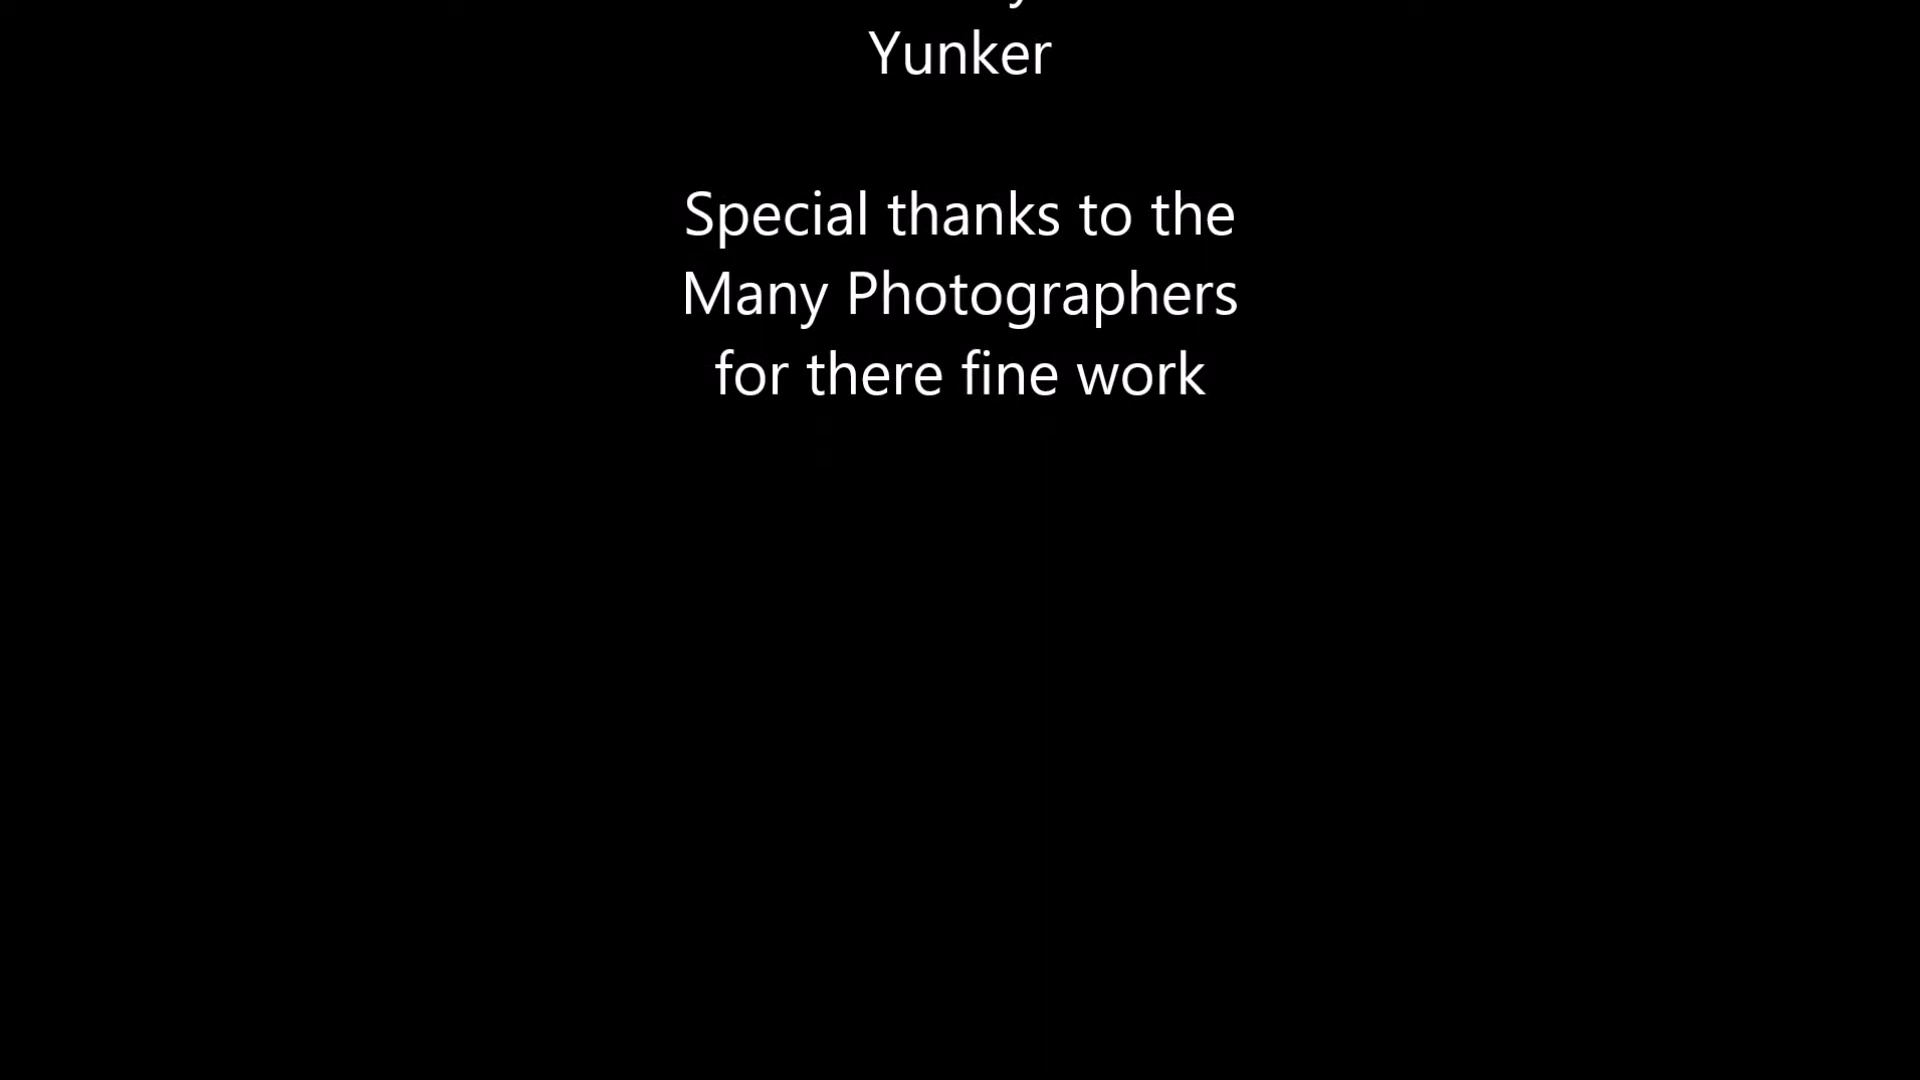 Yunker
Special thanks to the
Many Photographers
for there fine work